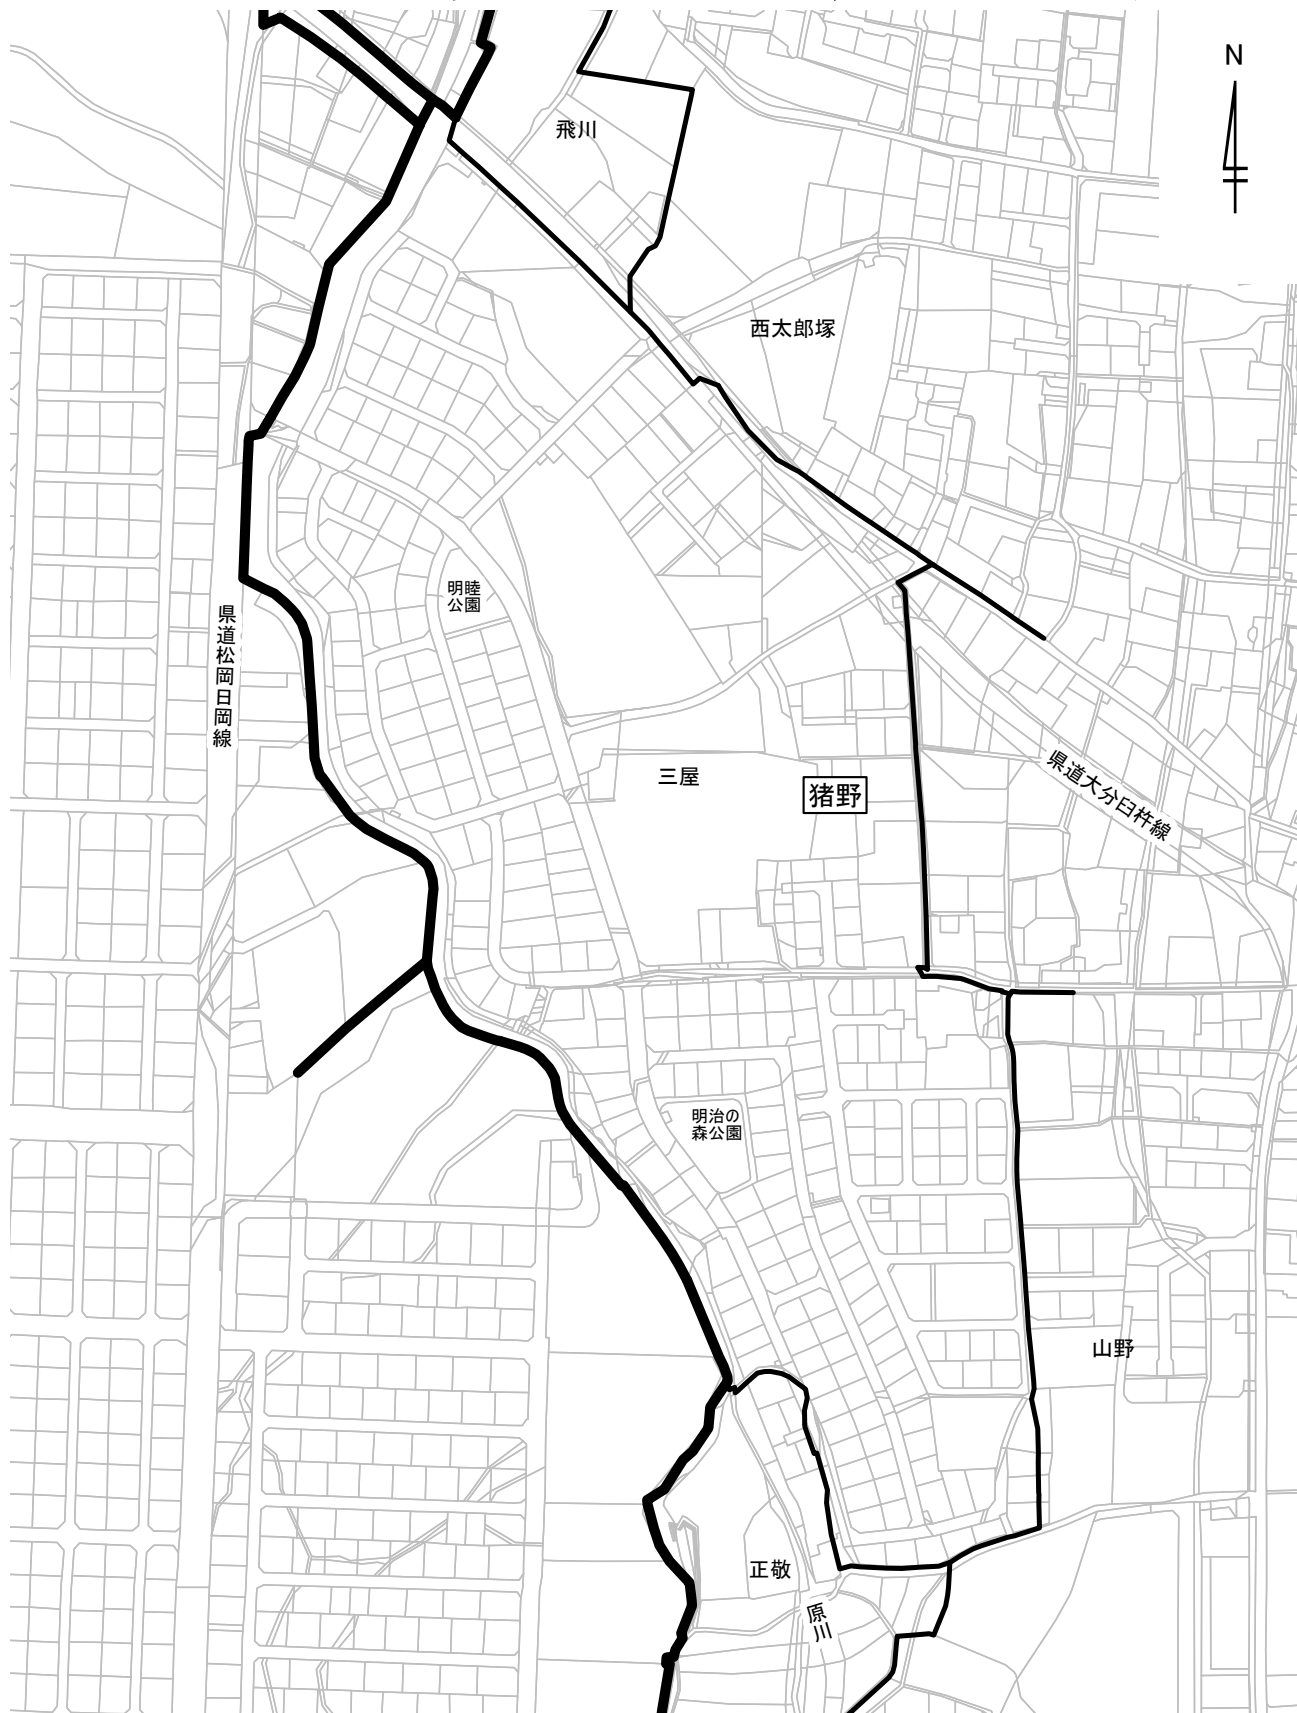 N
飛川
西太郎塚
明睦
公園
県道松岡日岡線
三屋
猪野
県道大分臼杵線
明治の
森公園
山野
正敬
原川